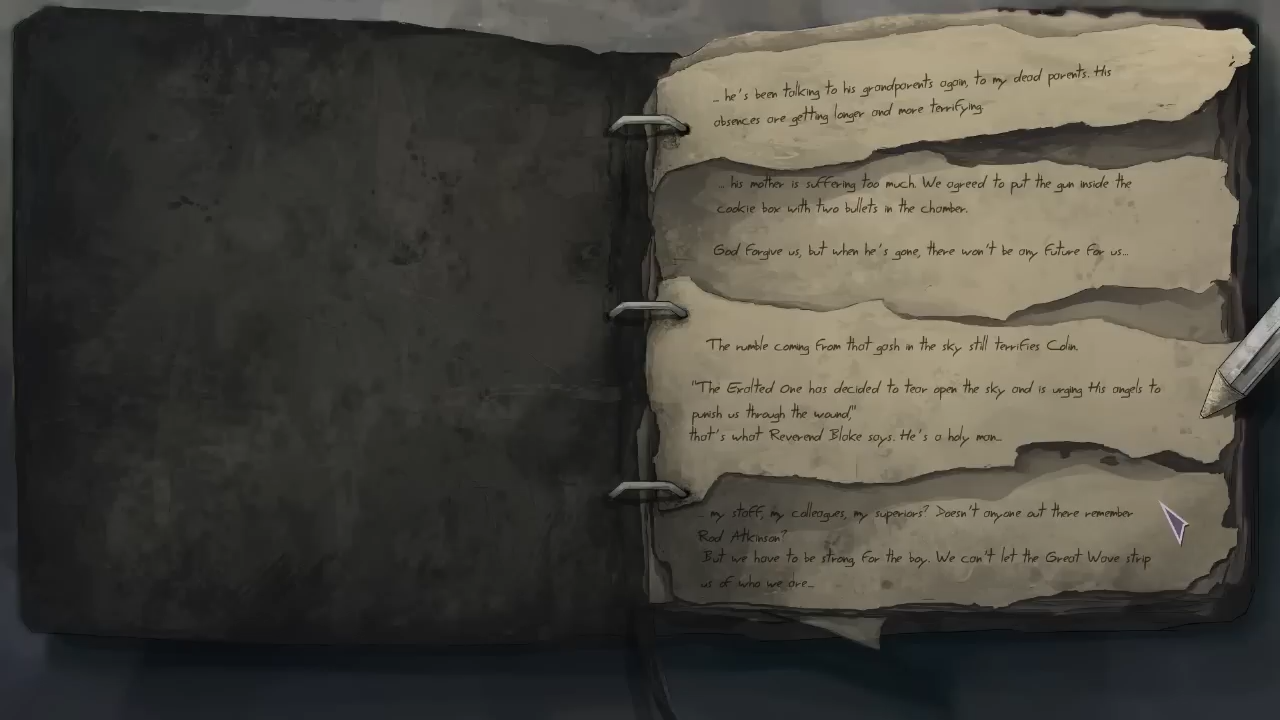 ... he's been talking to his grandparents again, to my dead parents. His
absences are getting longer and more terrifying.
... his mother is suffering too much. We agreed to put the gun inside the
cookie box with two bullets in the chamber.
God forgive us, but when he's gone, there won't be any future for us...
The rumble coming from that gash in the sky still terrifies Colin.
"The Exalted One has decided to tear open the sky and is urging His angels to
punish us through the wound,"
that's what Reverend Blake says. He's a holy man...
... my staff, my colleagues, my superiors? Doesn't anyone out there remember
Rod Atkinson?
But we have to be strong for the boy. We can't let the Great Wave strip
us of who we are...